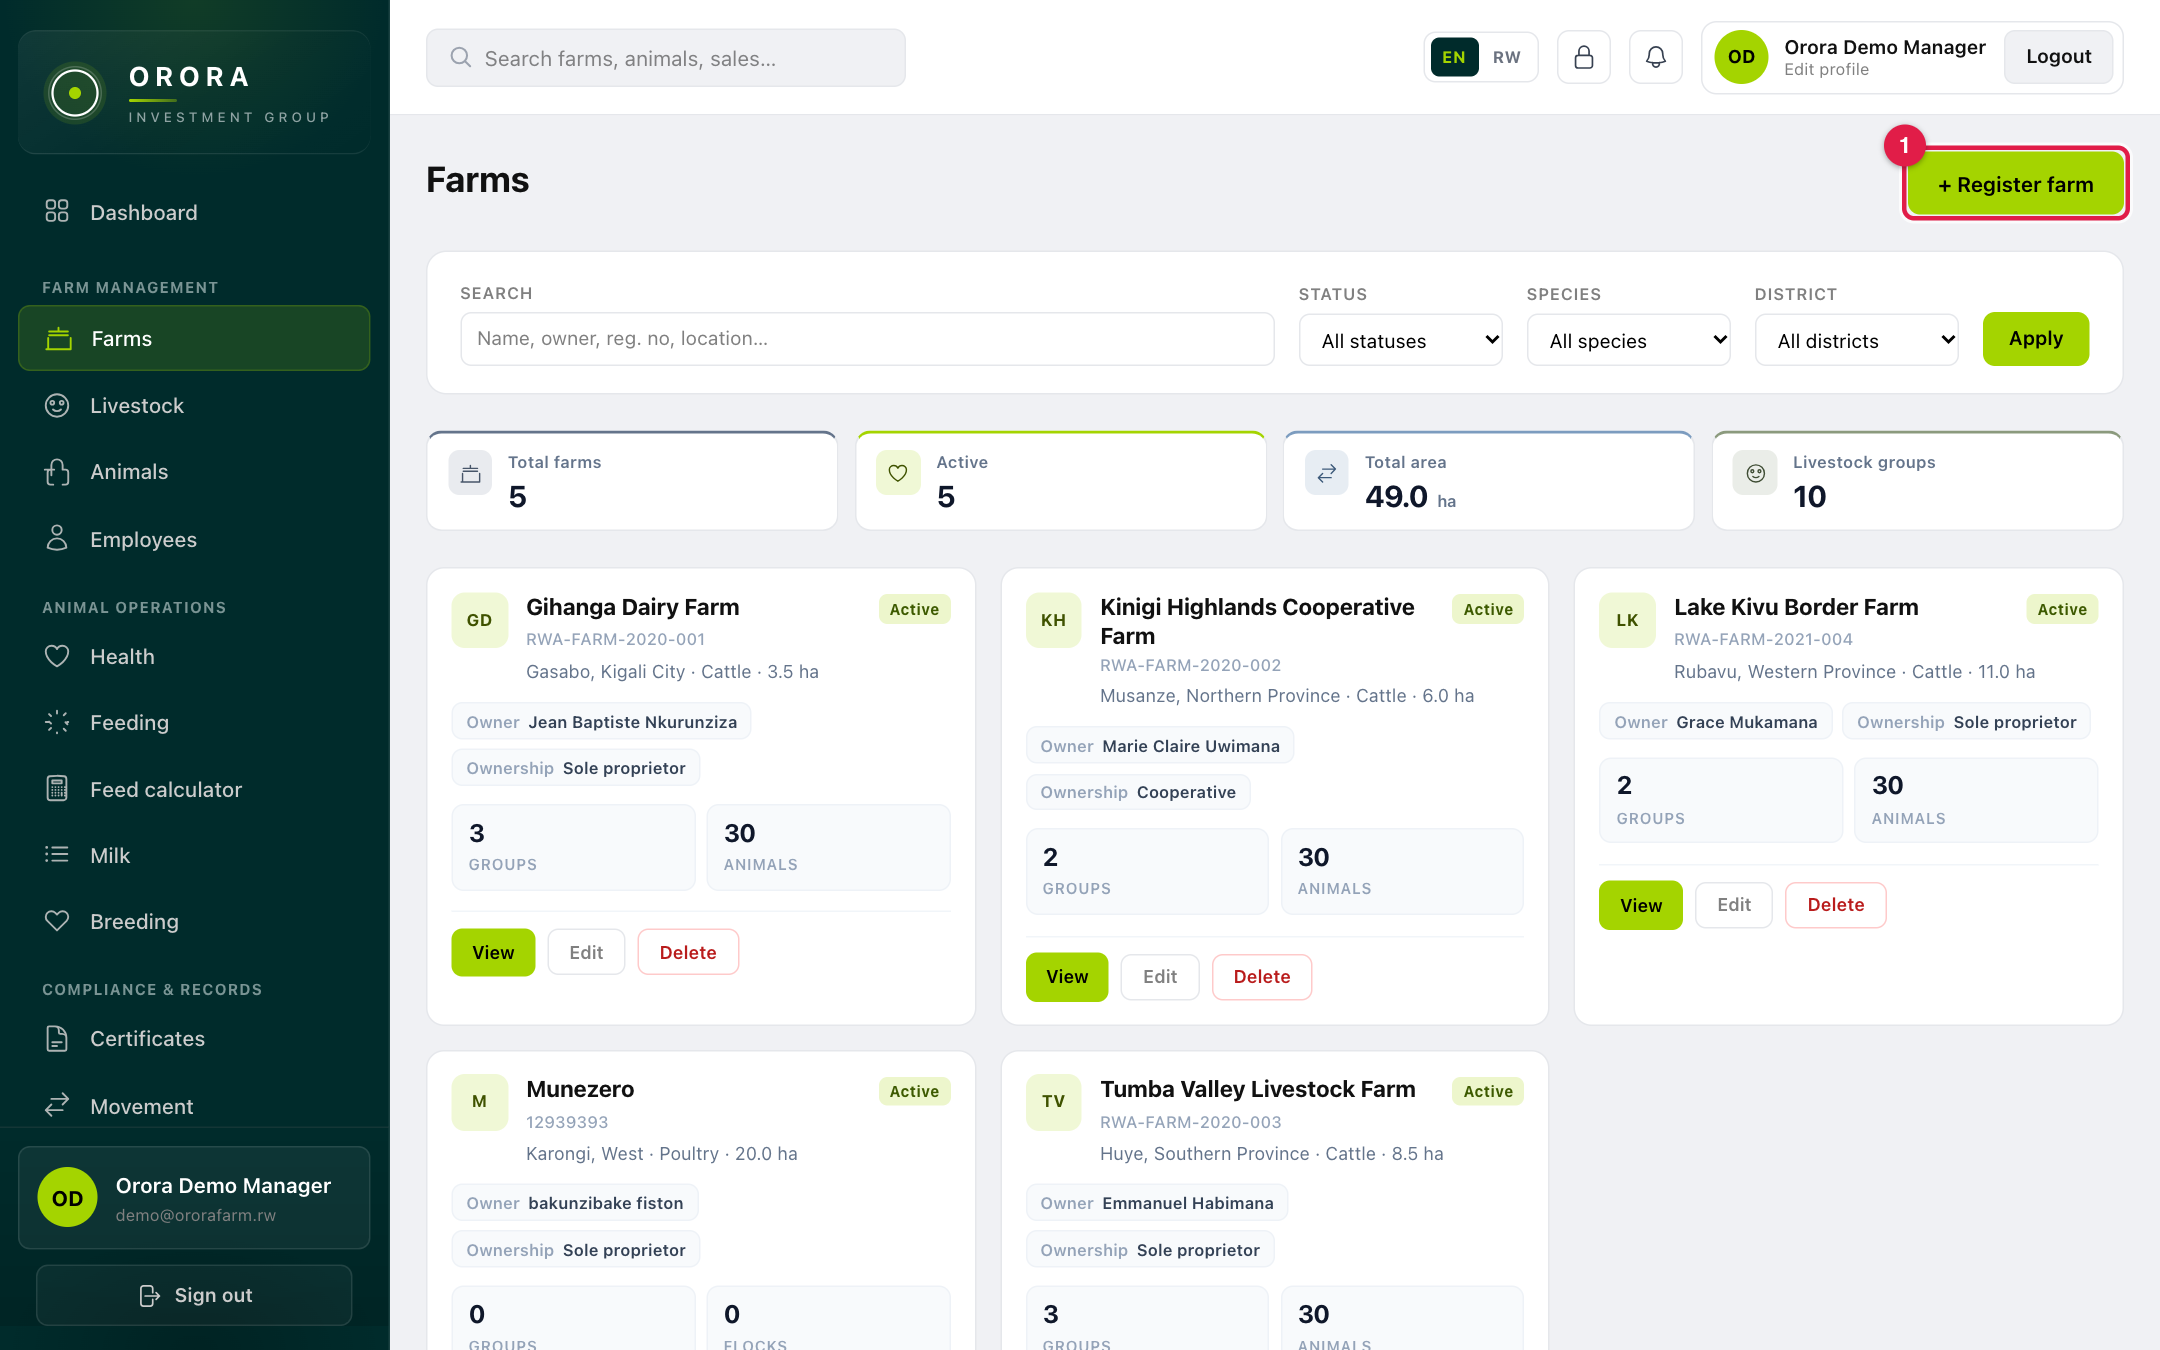 ORORA
INVESTMENT GROUP
Dashboard
FARM MANAGEMENT
Farms
Livestock
Animals
Employees
ANIMAL OPERATIONS
Health
Feeding
Feed calculator
Milk
Breeding
COMPLIANCE & RECORDS
Certificates
Movement
OD
Orora Demo Manager
demo@ororafarm.rw
Sign out
Search farms, animals, sales...
EN
RW
OD
Orora Demo Manager
Edit profile
Logout
Farms
1
+ Register farm
SEARCH
Name, owner, reg. no, location...
STATUS
All statuses
SPECIES
All species
DISTRICT
All districts
Apply
Total farms
5
Active
5
Total area
49.0 ha
Livestock groups
10
GD
Gihanga Dairy Farm
Active
RWA-FARM-2020-001
Gasabo, Kigali City · Cattle · 3.5 ha
Owner Jean Baptiste Nkurunziza
Ownership Sole proprietor
3
GROUPS
30
ANIMALS
View
Edit
Delete
KH
Kinigi Highlands Cooperative
Farm
Active
RWA-FARM-2020-002
Musanze, Northern Province · Cattle · 6.0 ha
Owner Marie Claire Uwimana
Ownership Cooperative
2
GROUPS
30
ANIMALS
View
Edit
Delete
LK
Lake Kivu Border Farm
Active
RWA-FARM-2021-004
Rubavu, Western Province · Cattle · 11.0 ha
Owner Grace Mukamana
Ownership Sole proprietor
2
GROUPS
30
ANIMALS
View
Edit
Delete
M
Munezero
Active
12939393
Karongi, West · Poultry · 20.0 ha
Owner bakunzibake fiston
Ownership Sole proprietor
0
GROUPS
0
FLOCKS
TV
Tumba Valley Livestock Farm
Active
RWA-FARM-2020-003
Huye, Southern Province · Cattle · 8.5 ha
Owner Emmanuel Habimana
Ownership Sole proprietor
3
GROUPS
30
ANIMALS